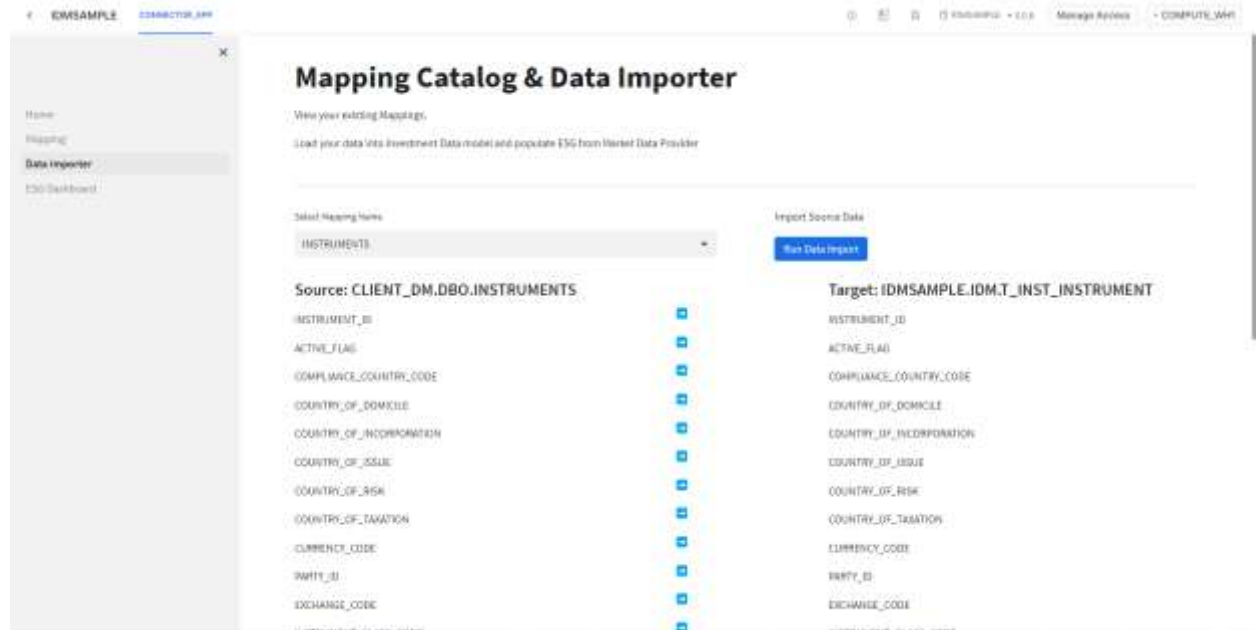 IDMSAMPLE CONNECTOR_APP IDMSAMPLE Manage Access COMPUTE_WH1
Home
Mapping
Data Importer
ESG Dashboard
Mapping Catalog & Data Importer
View your existing Mappings.
Load your data into Investment Data model and populate ESG from Market Data Provider
Select Mapping Name
Import Source Data
INSTRUMENTS
Run Data Import
Source: CLIENT_DM.DBO.INSTRUMENTS
Target: IDMSAMPLE.IDM.T_INST_INSTRUMENT
INSTRUMENT_ID INSTRUMENT_ID
ACTIVE_FLAG ACTIVE_FLAG
COMPLIANCE_COUNTRY_CODE COMPLIANCE_COUNTRY_CODE
COUNTRY_OF_DOMICILE COUNTRY_OF_DOMICILE
COUNTRY_OF_INCORPORATION COUNTRY_OF_INCORPORATION
COUNTRY_OF_ISSUE COUNTRY_OF_ISSUE
COUNTRY_OF_RISK COUNTRY_OF_RISK
COUNTRY_OF_TAXATION COUNTRY_OF_TAXATION
CURRENCY_CODE CURRENCY_CODE
PARTY_ID PARTY_ID
EXCHANGE_CODE EXCHANGE_CODE